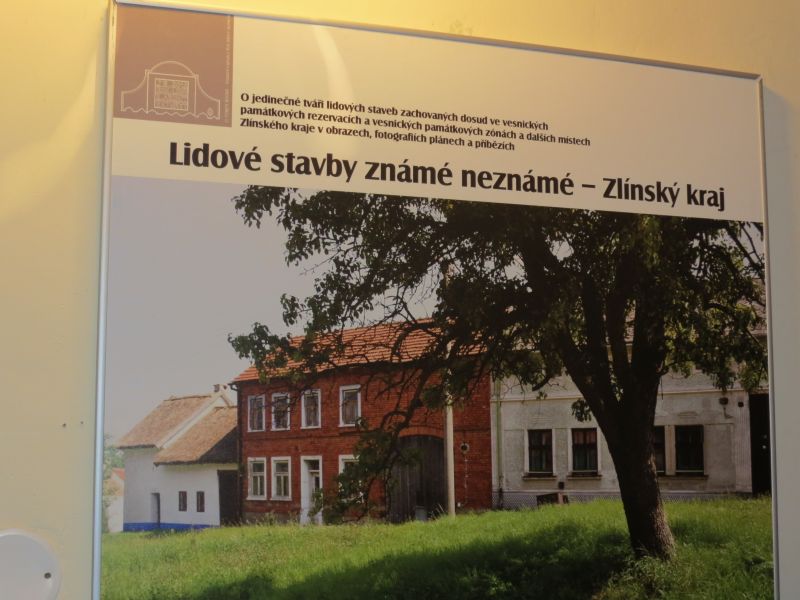 O jedinečné tváři lidových staveb zachovaných dosud ve vesnických
památkových rezervacích a vesnických památkových zónách a dalších místech
Zlínského kraje v obrazech, fotografiích plánech a příbězích
Lidové stavby známé neznámé – Zlínský kraj